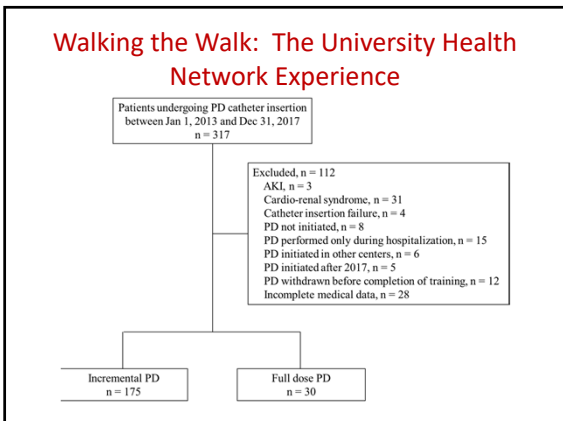 Walking the Walk: The University Health
Network Experience
Patients undergoing PD catheter insertion
between Jan 1, 2013 and Dec 31, 2017
n = 317
Excluded, n = 112
AKI, n = 3
Cardio-renal syndrome, n = 31
Catheter insertion failure, n = 4
PD not initiated, n = 8
PD performed only during hospitalization, n = 15
PD initiated in other centers, n = 6
PD initiated after 2017, n = 5
PD withdrawn before completion of training, n = 12
Incomplete medical data, n = 28
Incremental PD
n = 175
Full dose PD
n = 30